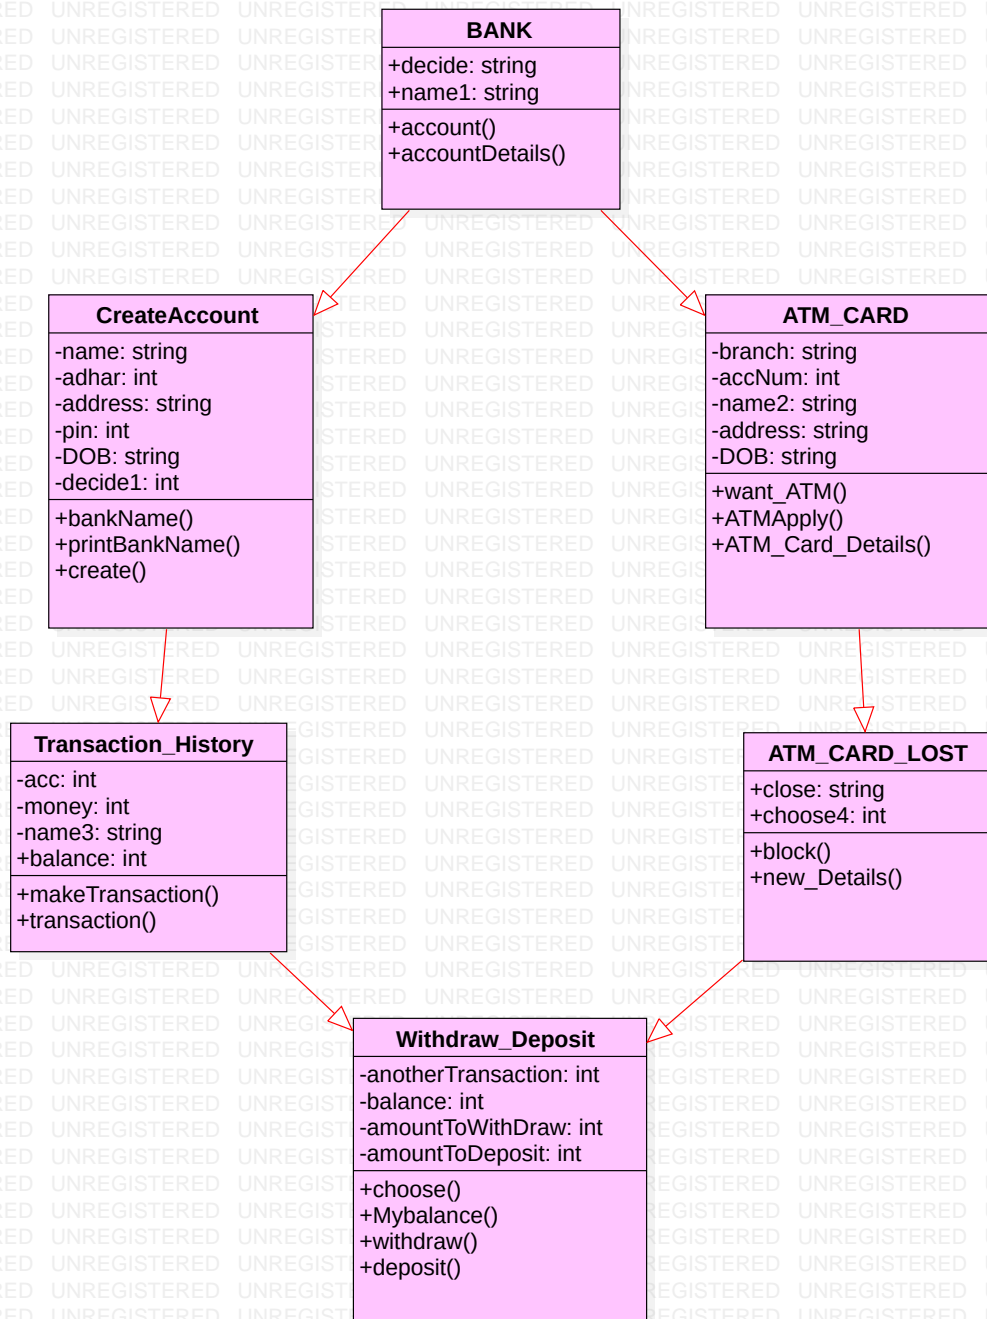 BANK
+decide: string
+name1: string
+account()
+accountDetails()
CreateAccount
-name: string
-adhar: int
-address: string
-pin: int
-DOB: string
-decide1: int
+bankName()
+printBankName()
+create()
ATM_CARD
-branch: string
-accNum: int
-name2: string
-address: string
-DOB: string
+want_ATM()
+ATMApply()
+ATM_Card_Details()
Transaction_History
-acc: int
-money: int
-name3: string
+balance: int
+makeTransaction()
+transaction()
ATM_CARD_LOST
+close: string
+choose4: int
+block()
+new_Details()
Withdraw_Deposit
-anotherTransaction: int
-balance: int
-amountToWithDraw: int
-amountToDeposit: int
+choose()
+Mybalance()
+withdraw()
+deposit()
UNREGISTERED